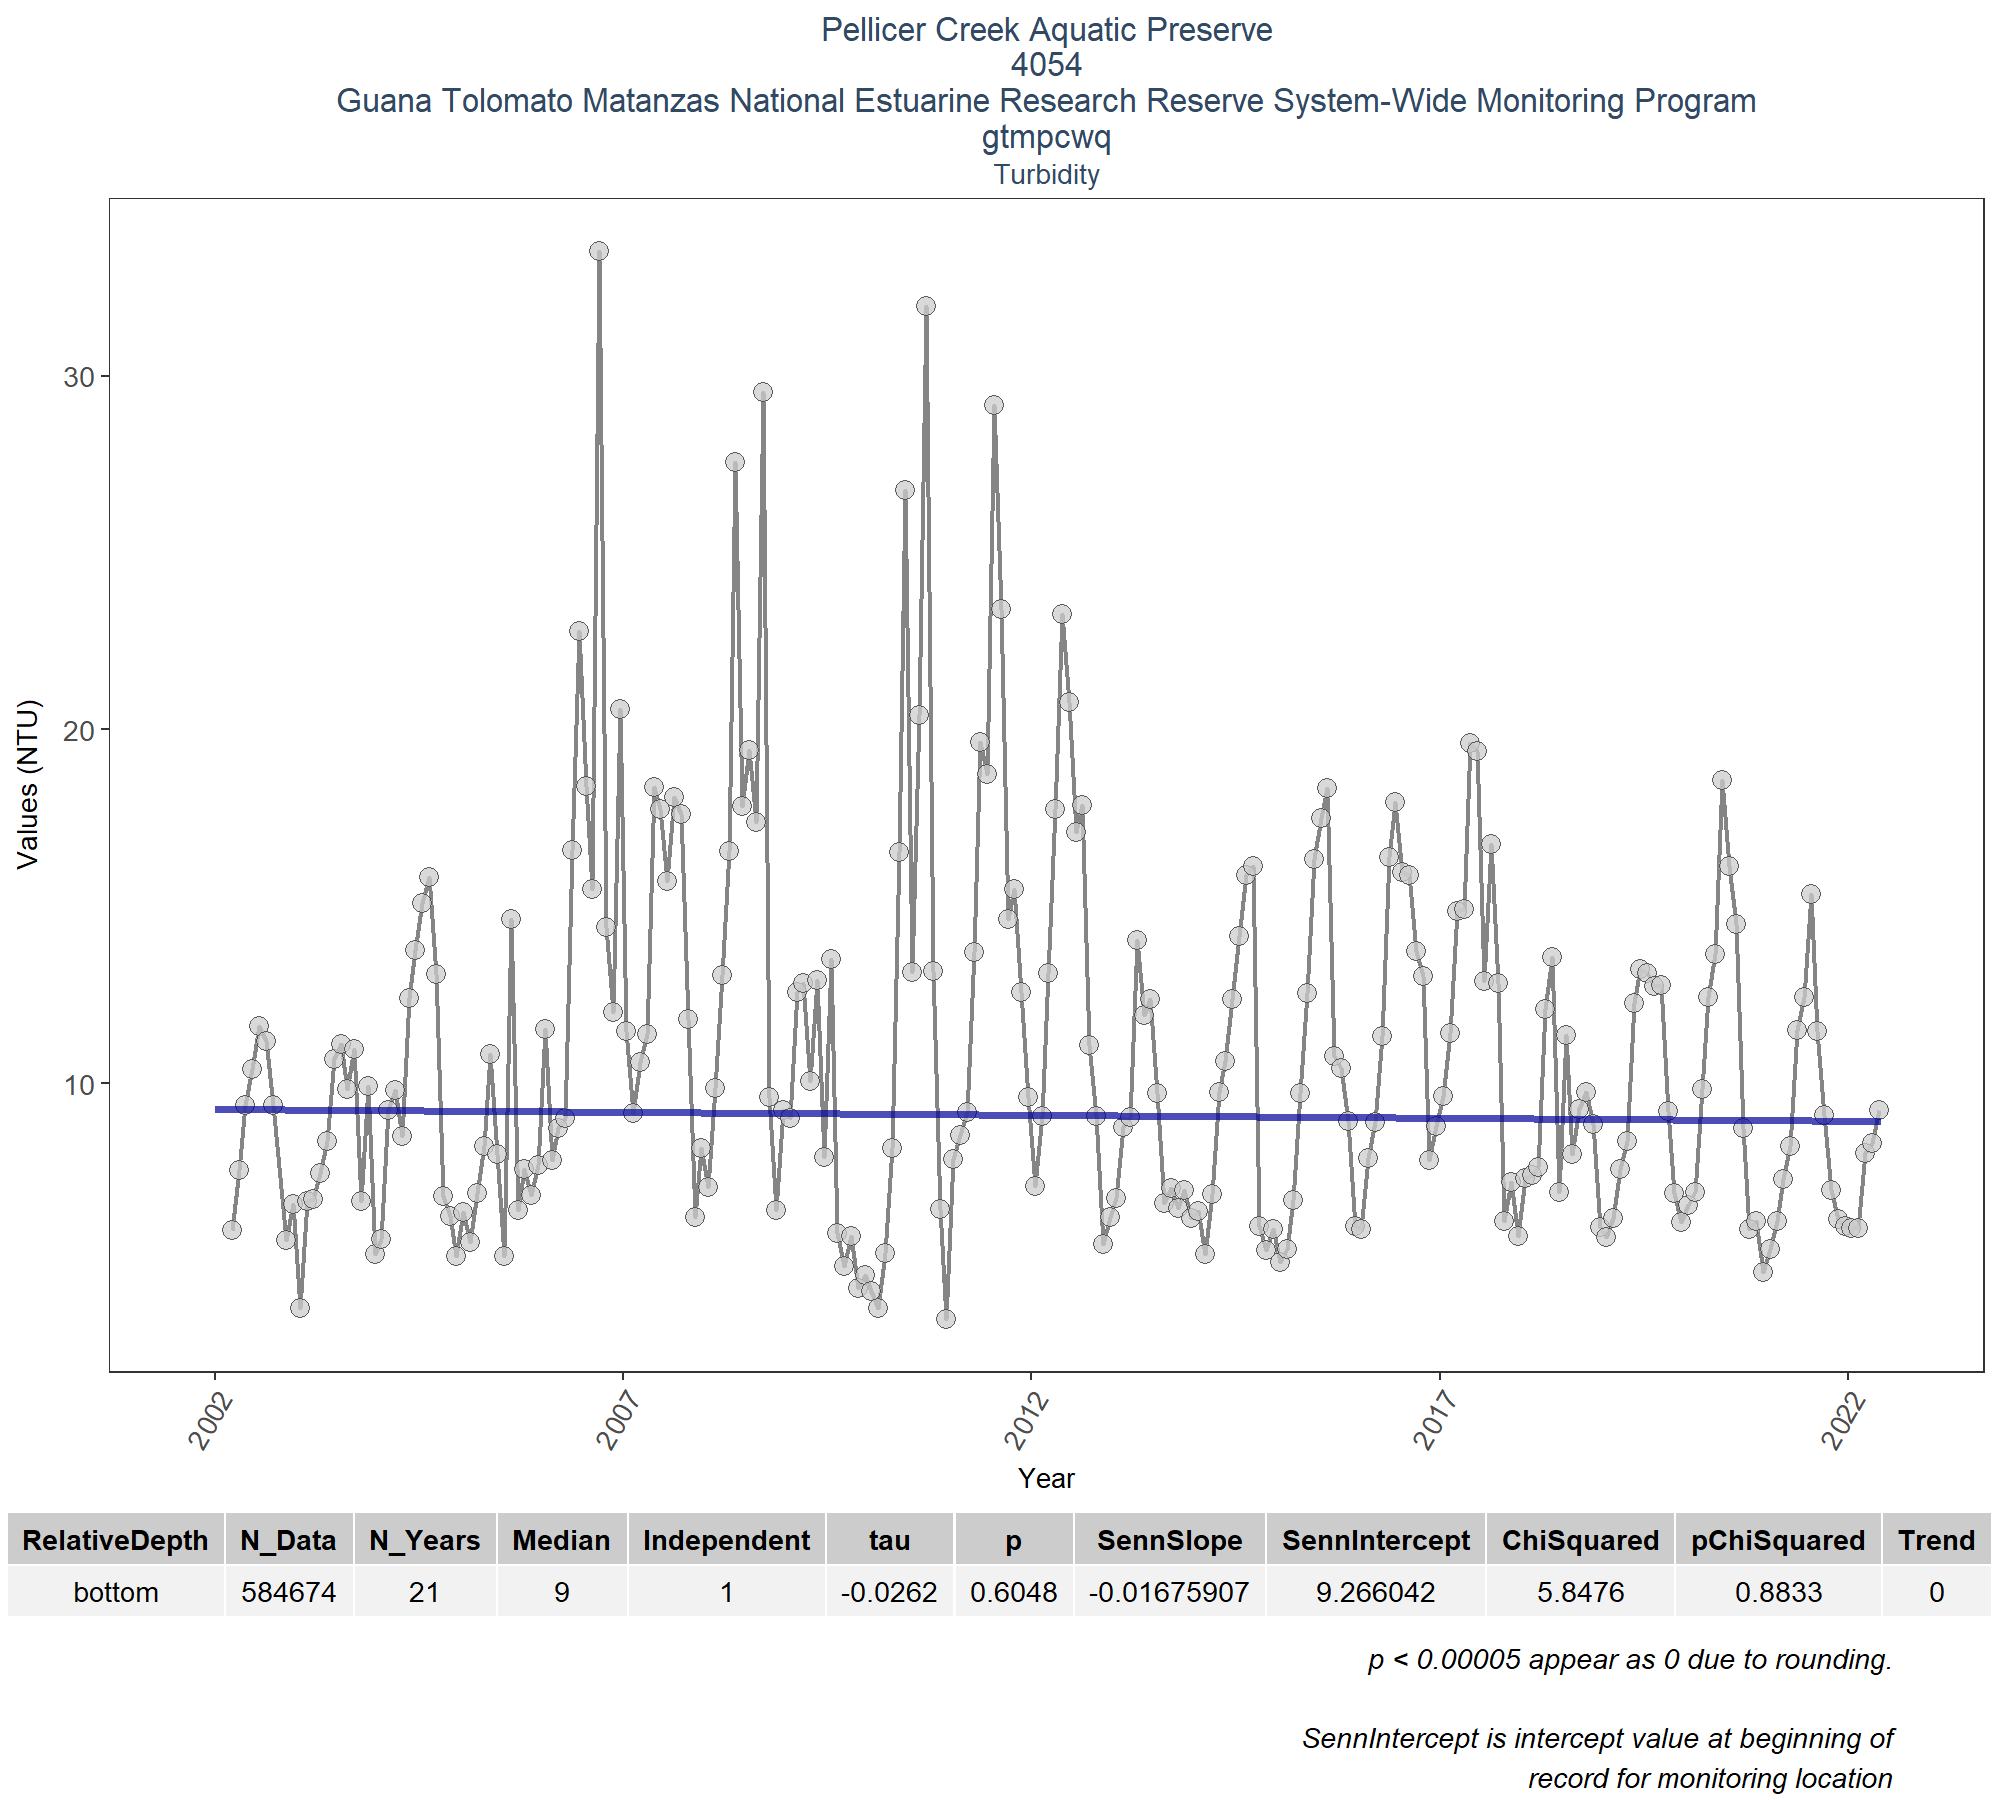 Pellicer Creek Aquatic Preserve
4054
Guana Tolomato Matanzas National Estuarine Research Reserve System-Wide Monitoring Program
gtmpcwq
Turbidity
Values (NTU)
30
20
10
2002 2007 2012 2017 2022
Year
RelativeDepth N_Data N_Years Median Independent tau p SennSlope SennIntercept ChiSquared pChiSquared Trend
bottom 584674 21 9 1 -0.0262 0.6048 -0.01675907 9.266042 5.8476 0.8833 0
p < 0.00005 appear as 0 due to rounding.
SennIntercept is intercept value at beginning of
record for monitoring location